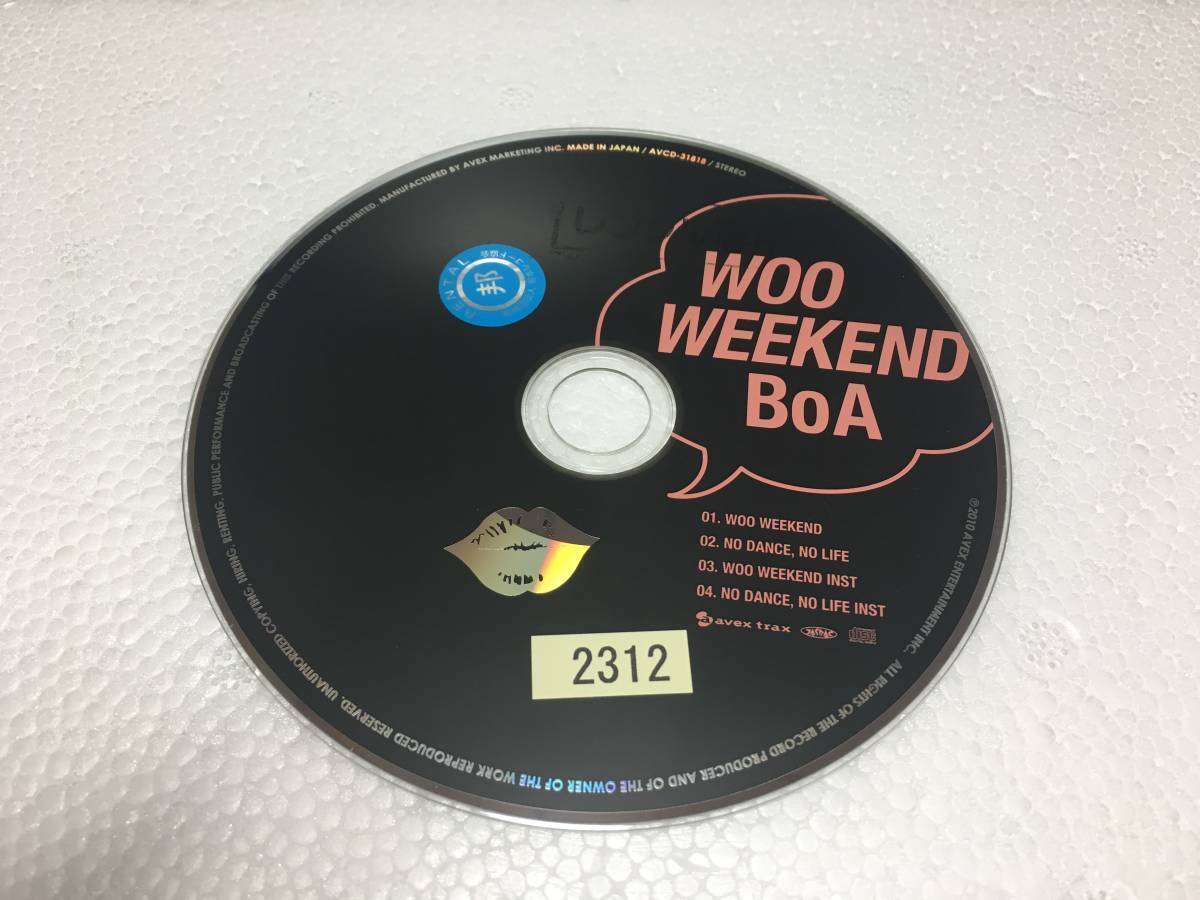 WOO
WEEKEND
BoA
01. WOO WEEKEND
02. NO DANCE, NO LIFE
03. WOO WEEKEND INST
04. NO DANCE, NO LIFE INST
avex trax
JASRAC
RENTAL
邦
2312
℗2010 AVEX ENTERTAINMENT INC. ALL RIGHTS OF THE RECORD PRODUCER AND OF THE OWNER OF THE WORK REPRODUCED RESERVED. UNAUTHORIZED COPYING, HIRING, RENTING, PUBLIC PERFORMANCE AND BROADCASTING OF THIS RECORDING PROHIBITED. MANUFACTURED BY AVEX MARKETING INC. MADE IN JAPAN / AVCD-31818 / STEREO